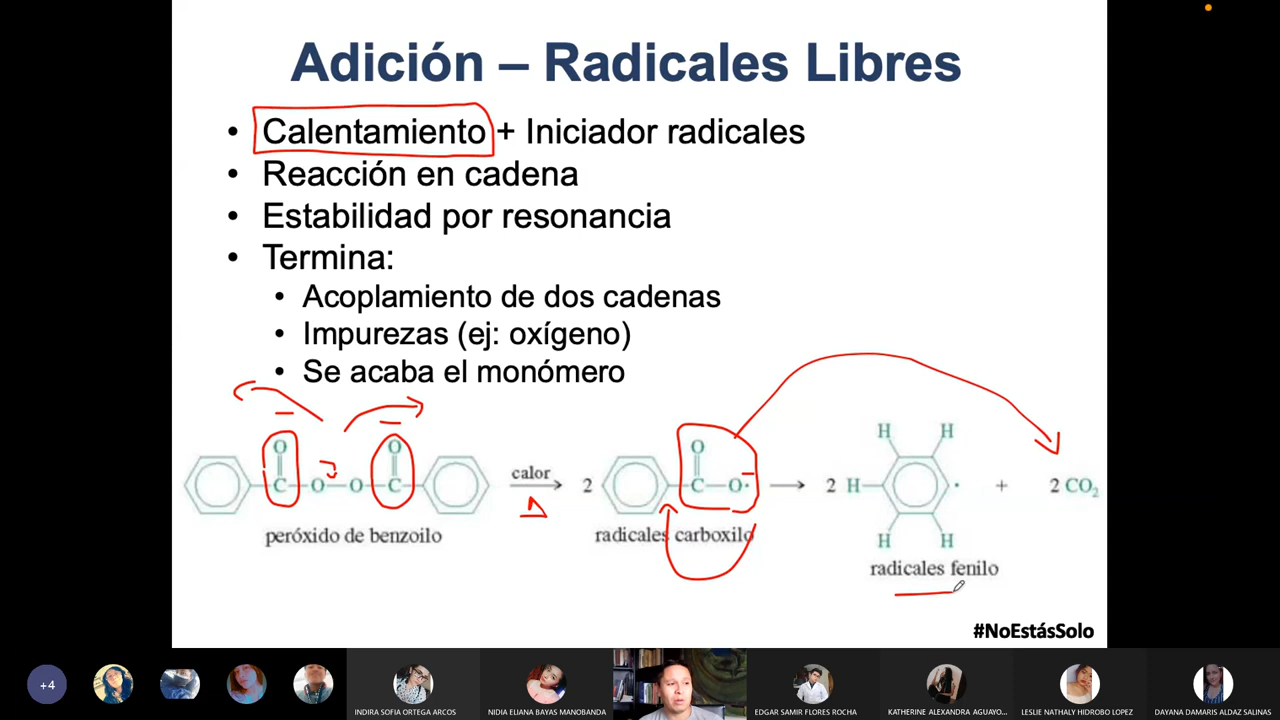 Adición – Radicales Libres
• Calentamiento + Iniciador radicales
• Reacción en cadena
• Estabilidad por resonancia
• Termina:
• Acoplamiento de dos cadenas
• Impurezas (ej: oxígeno)
• Se acaba el monómero
O O O H H
C O O C calor 2 C O· 2 H · + 2 CO₂
Δ
peróxido de benzoilo radicales carboxilo H H
radicales fenilo
#NoEstásSolo
+4 INDIRA SOFIA ORTEGA ARCOS NIDIA ELIANA BAYAS MANOBANDA EDGAR SAMIR FLORES ROCHA KATHERINE ALEXANDRA AGUAYO... LESLIE NATHALY HIDROBO LOPEZ DAYANA DAMARIS ALDAZ SALINAS